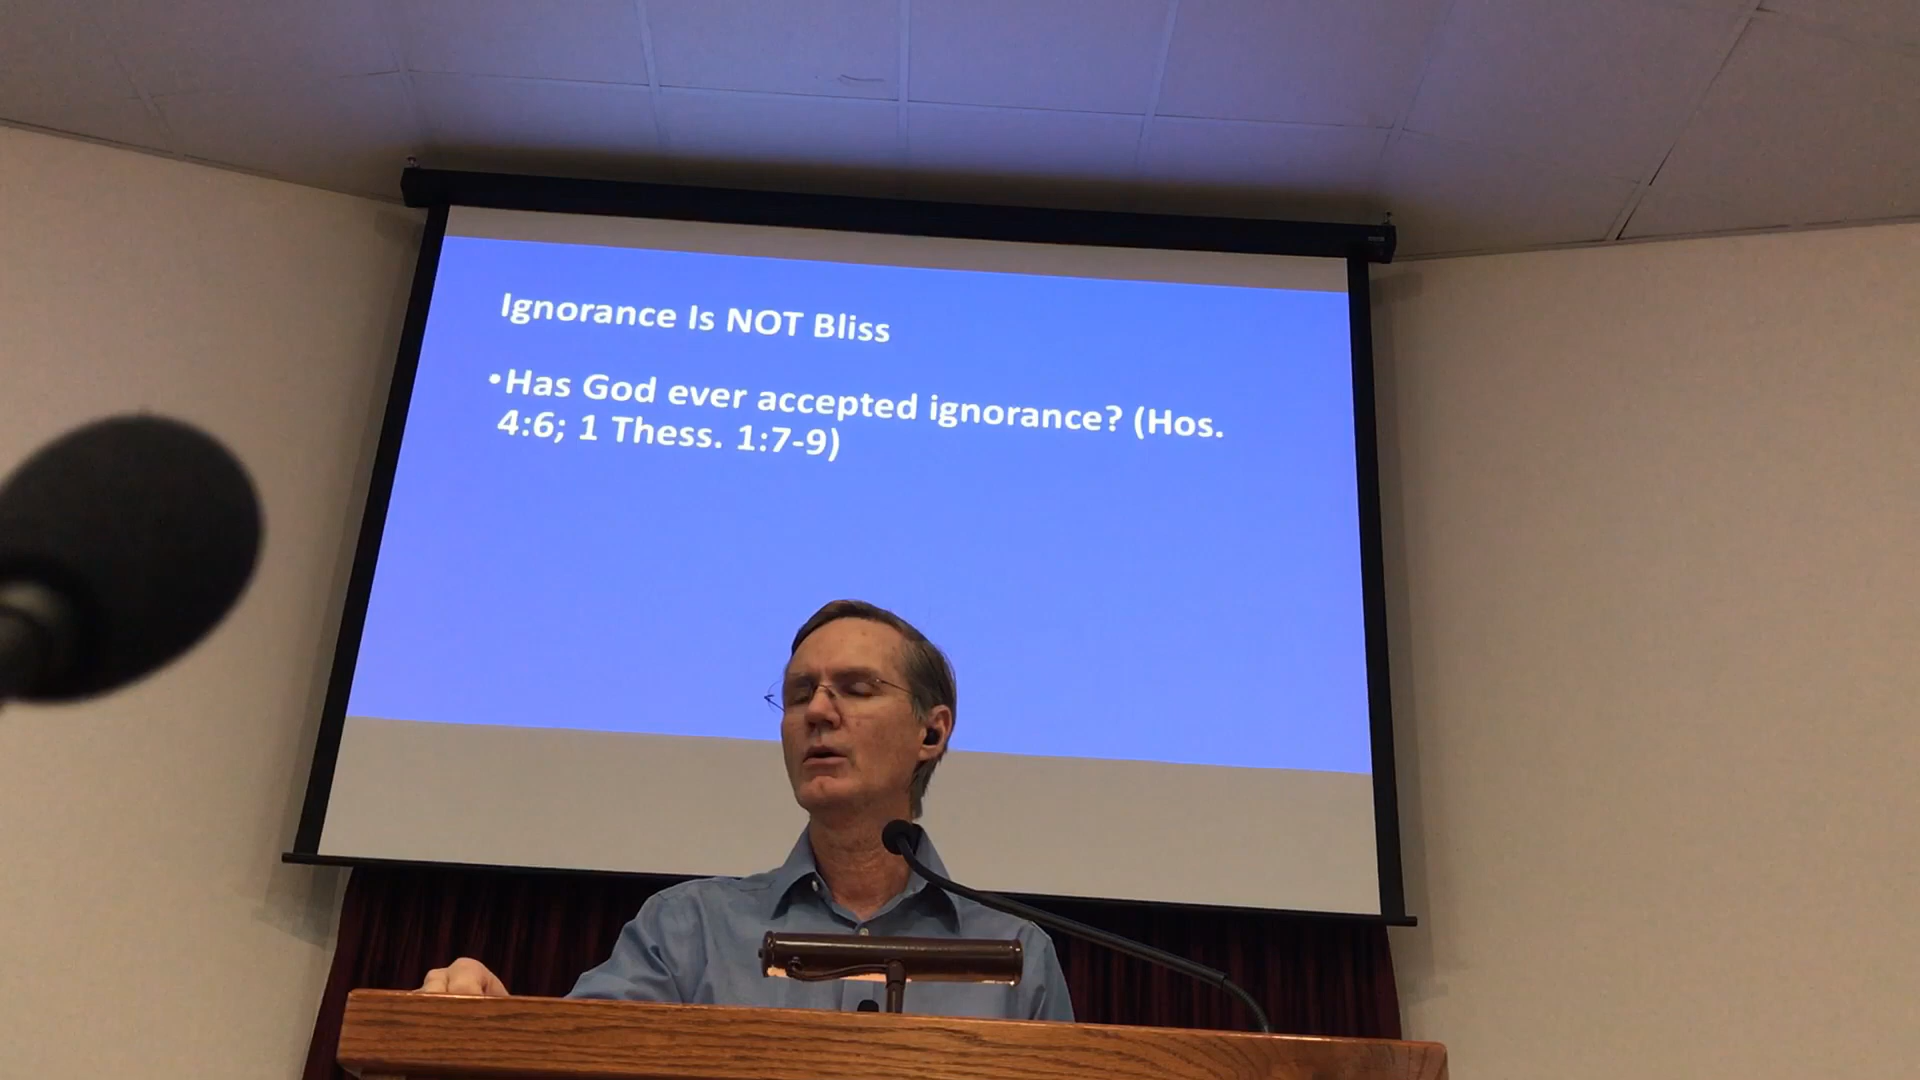 Ignorance Is NOT Bliss
•Has God ever accepted ignorance? (Hos.
4:6; 1 Thess. 1:7-9)